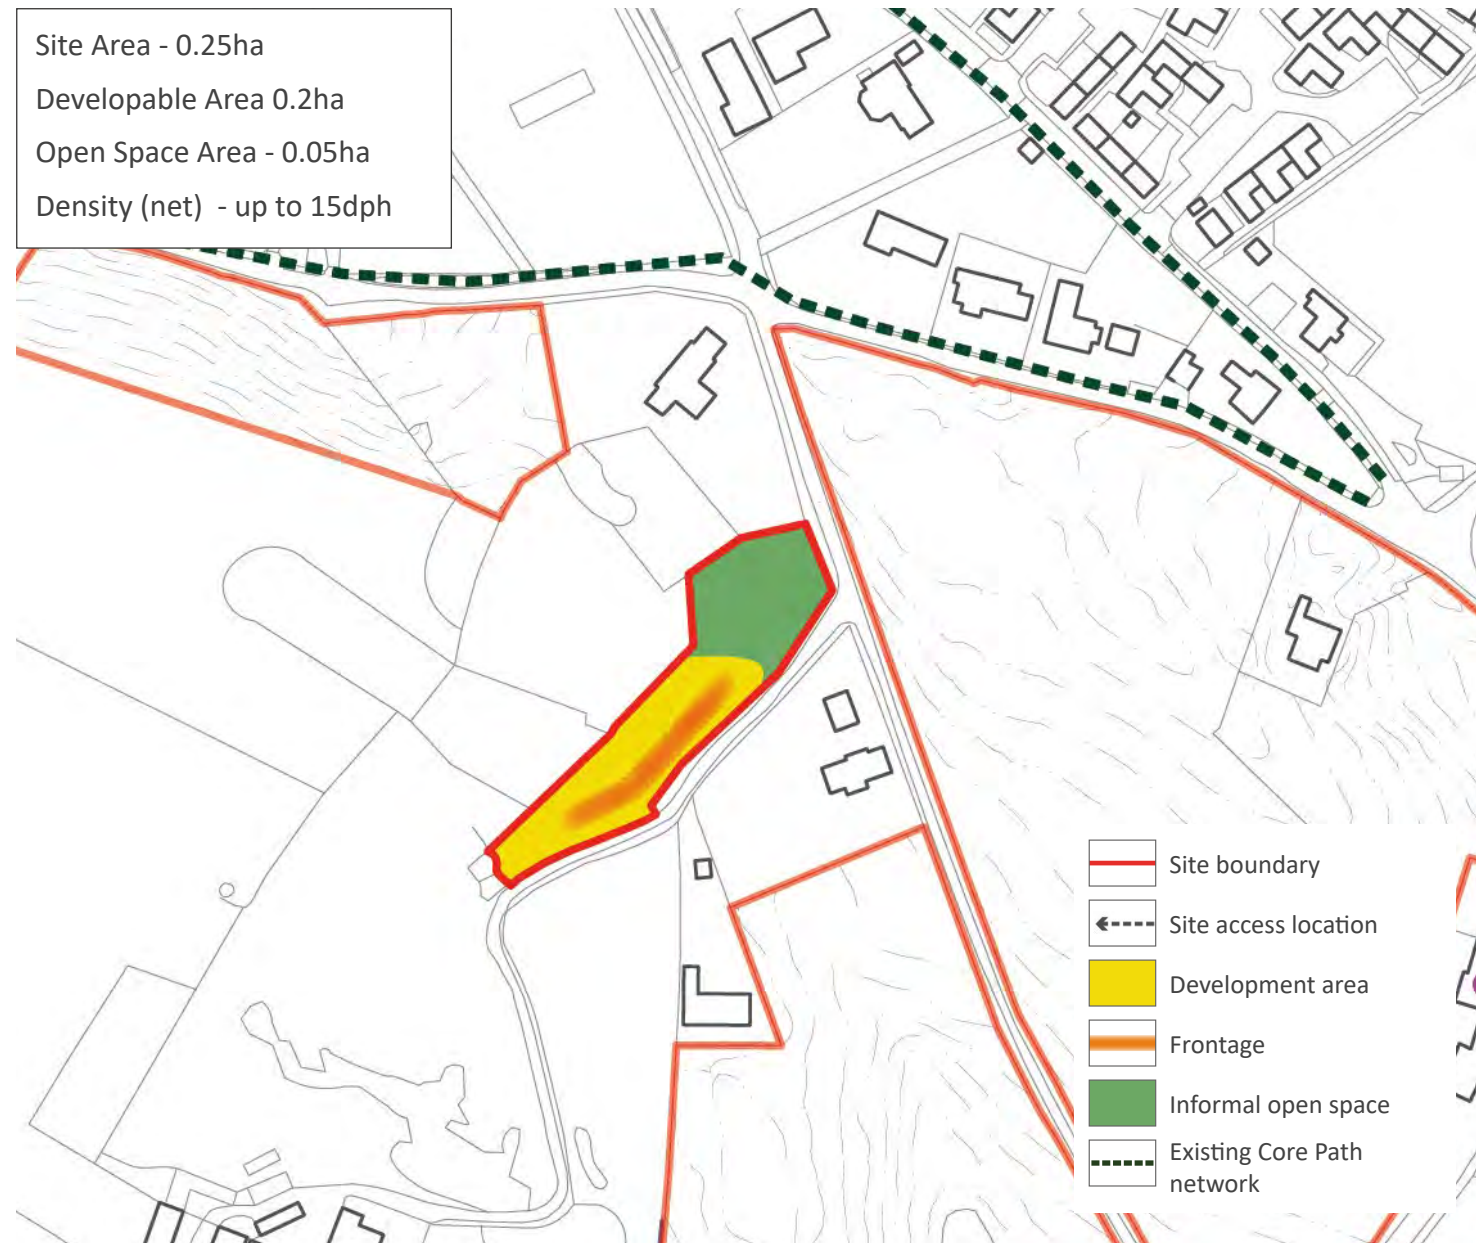 Site Area - 0.25ha
Developable Area 0.2ha
Open Space Area - 0.05ha
Density (net)  - up to 15dph
Site boundary
Site access location
Development area
Frontage
Informal open space
Existing Core Path
network